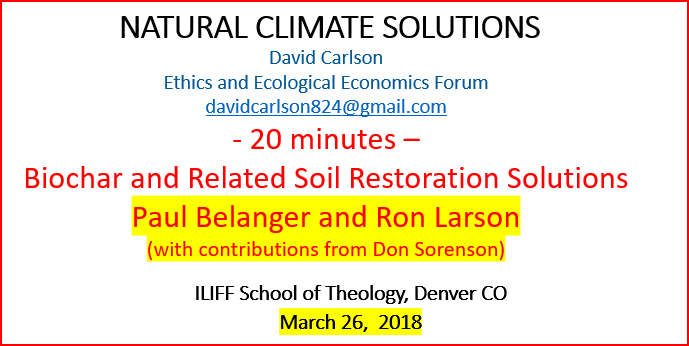 NATURAL CLIMATE SOLUTIONS
David Carlson
Ethics and Ecological Economics Forum
davidcarlson824@gmail.com
- 20 minutes –
Biochar and Related Soil Restoration Solutions
Paul Belanger and Ron Larson
(with contributions from Don Sorenson)
ILIFF School of Theology, Denver CO
March 26,  2018